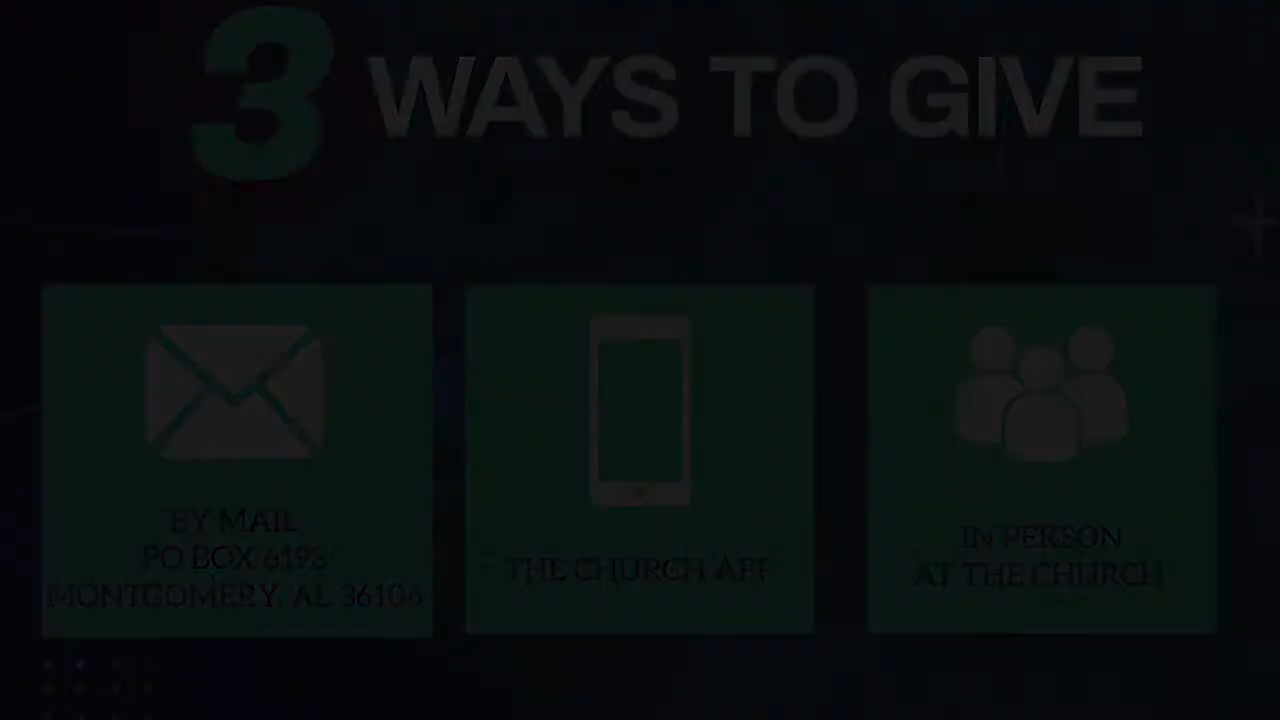 3 WAYS TO GIVE
BY MAIL
PO BOX 6193
MONTGOMERY, AL 36106
THE CHURCH APP
IN PERSON
AT THE CHURCH